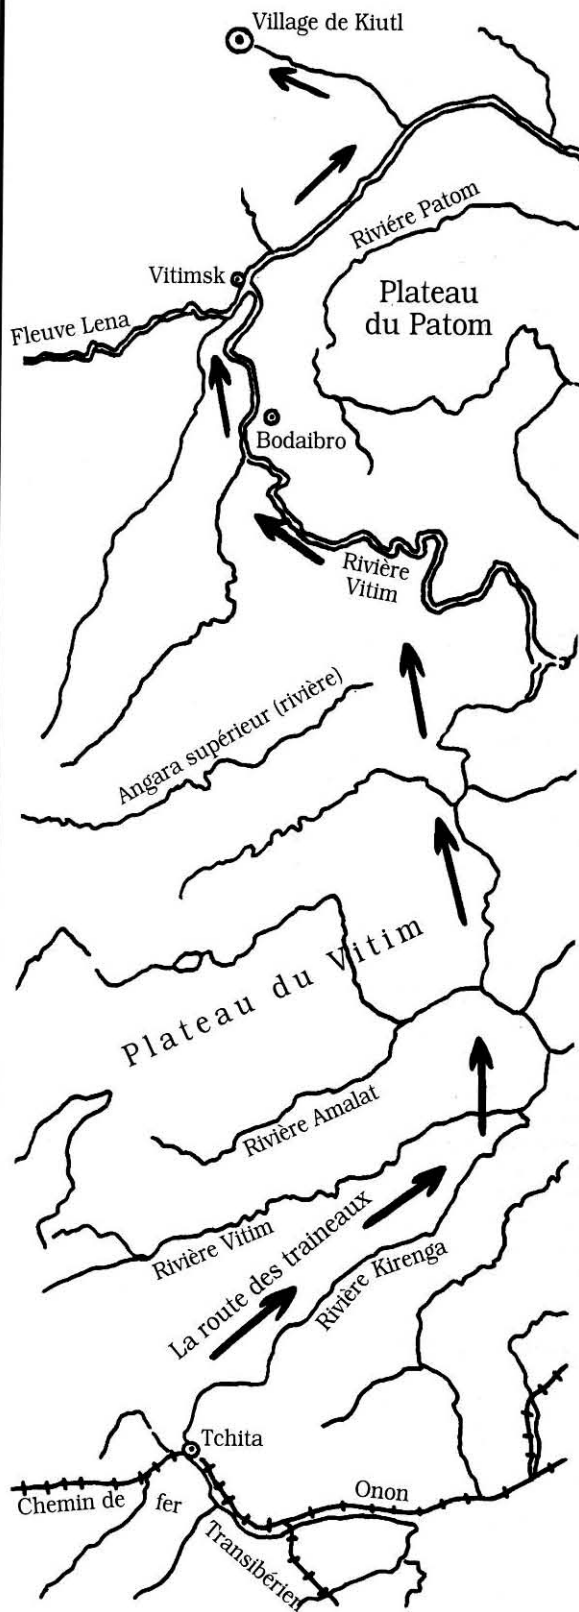 Village de Kiutl
Riviére Patom
Vitimsk
Plateau
du Patom
Fleuve Lena
Bodaibro
Rivière
Vitim
Angara supérieur (rivière)
Plateau du Vitim
Rivière Amalat
Rivière Vitim
La route des traineaux
Rivière Kirenga
Tchita
Onon
Chemin de fer
Transibérien